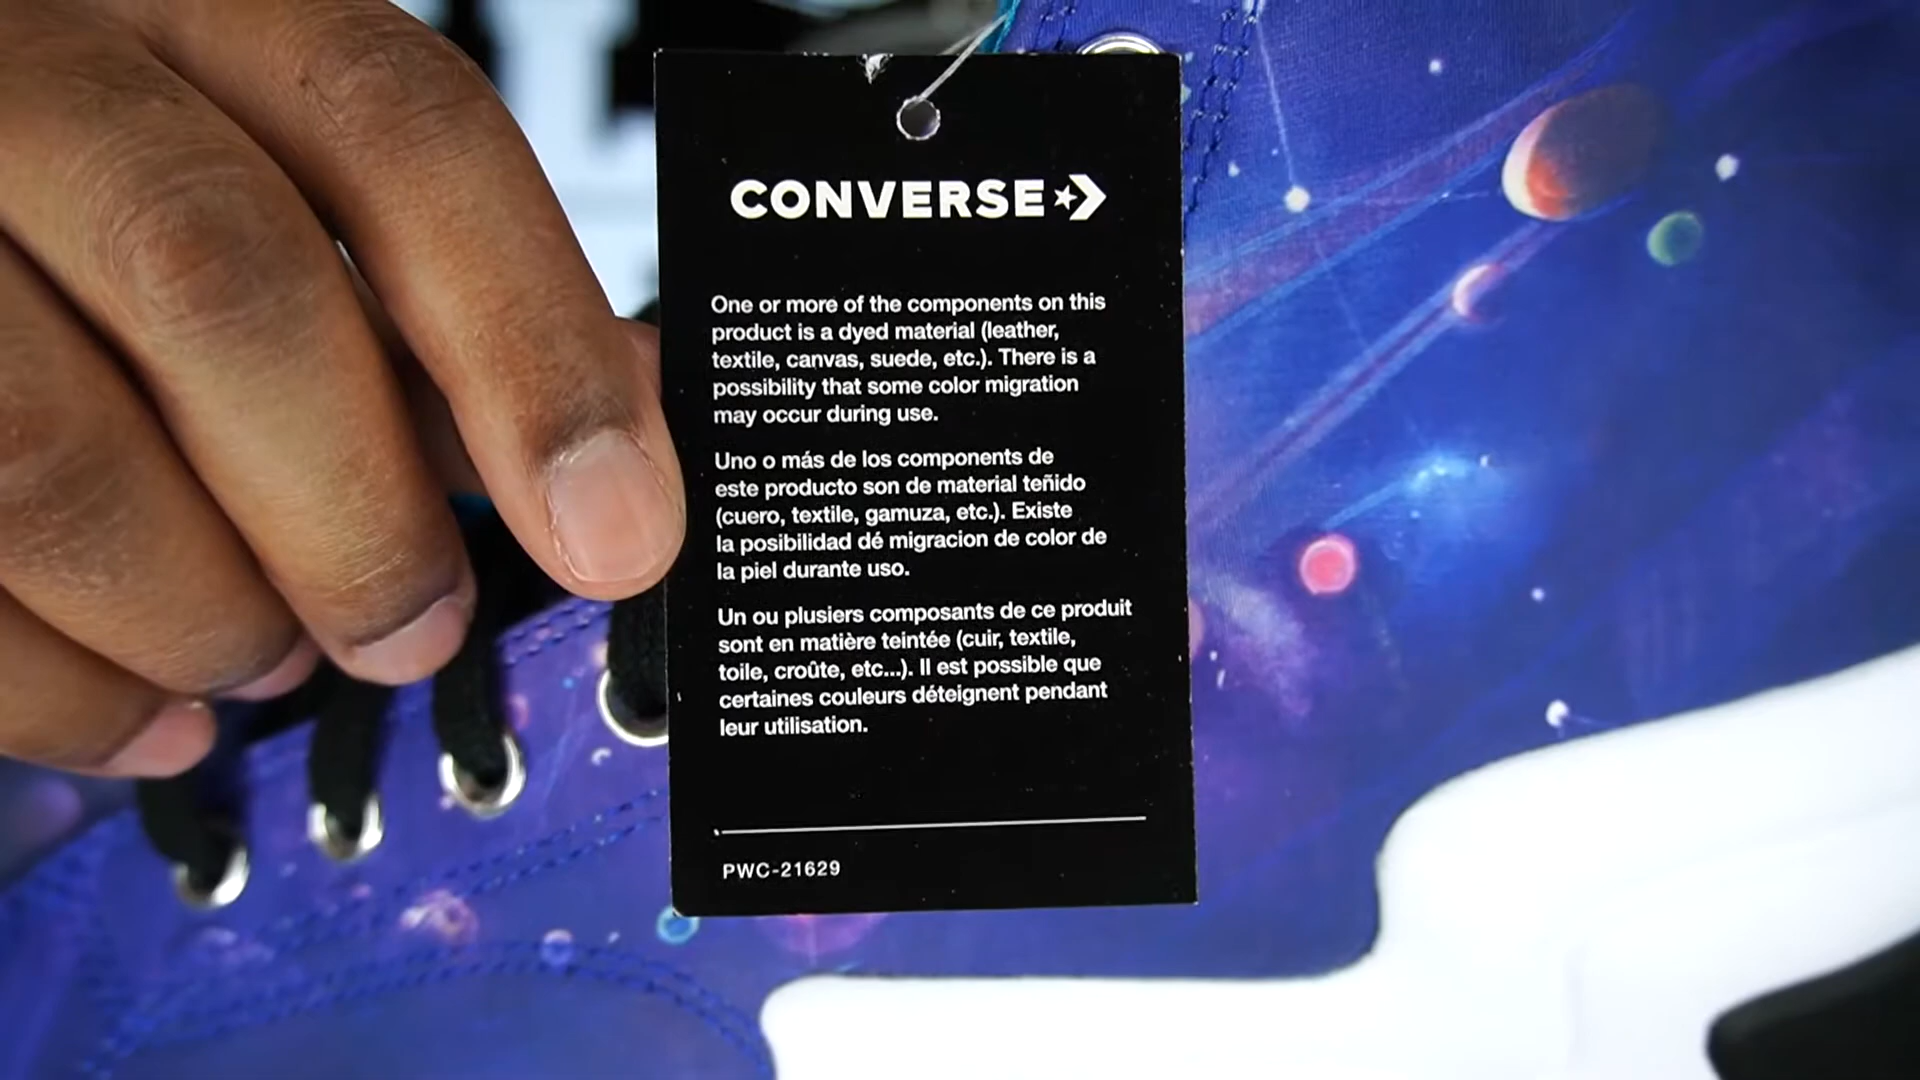 CONVERSE
One or more of the components on this
product is a dyed material (leather,
textile, canvas, suede, etc.). There is a
possibility that some color migration
may occur during use.
Uno o más de los components de
este producto son de material teñido
(cuero, textile, gamuza, etc.). Existe
la posibilidad dé migracion de color de
la piel durante uso.
Un ou plusiers composants de ce produit
sont en matière teintée (cuir, textile,
toile, croûte, etc...). Il est possible que
certaines couleurs déteignent pendant
leur utilisation.
PWC-21629